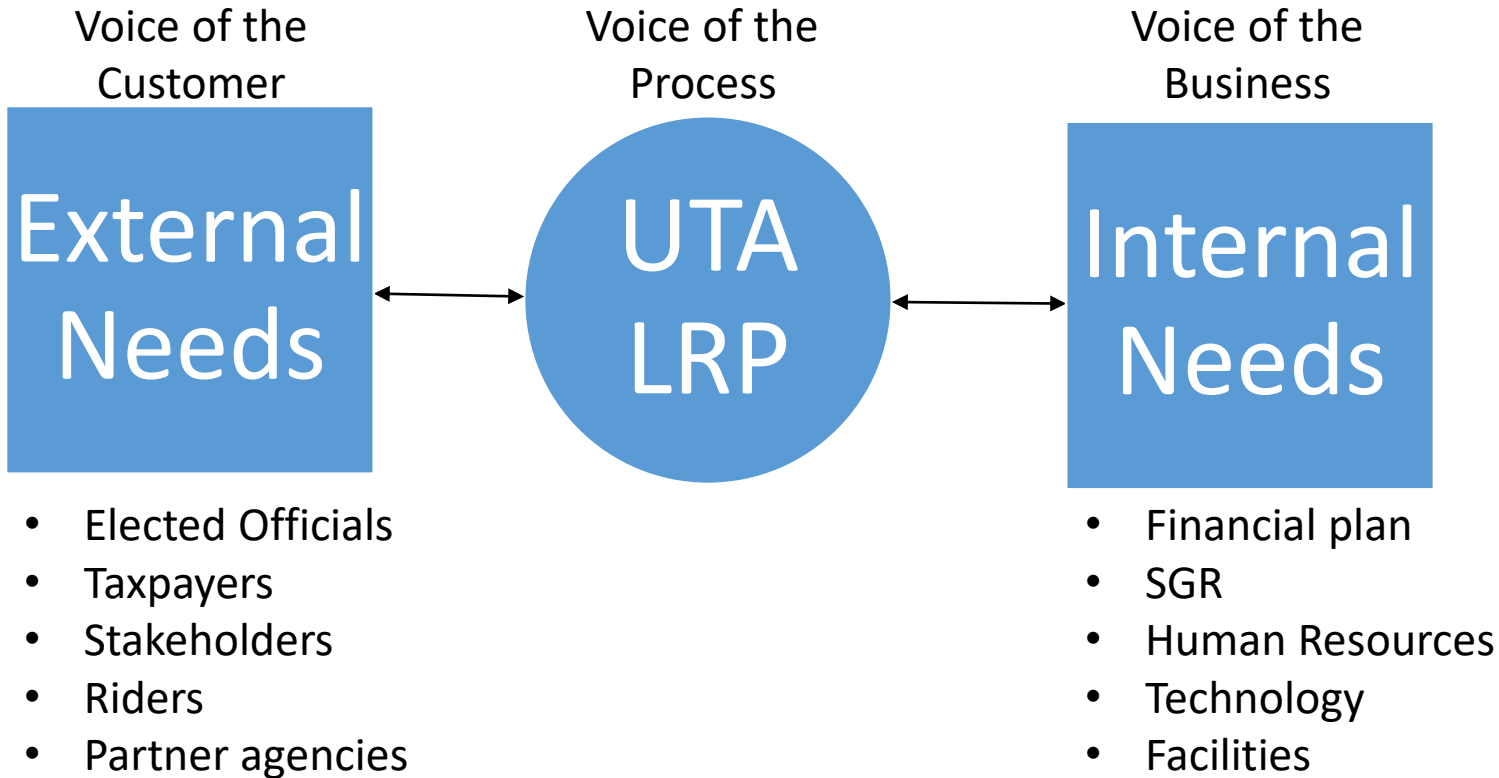 Voice of the
Customer
External
Needs
• Elected Officials
• Taxpayers
• Stakeholders
• Riders
• Partner agencies
Voice of the
Process
UTA
LRP
Voice of the
Business
Internal
Needs
• Financial plan
• SGR
• Human Resources
• Technology
• Facilities